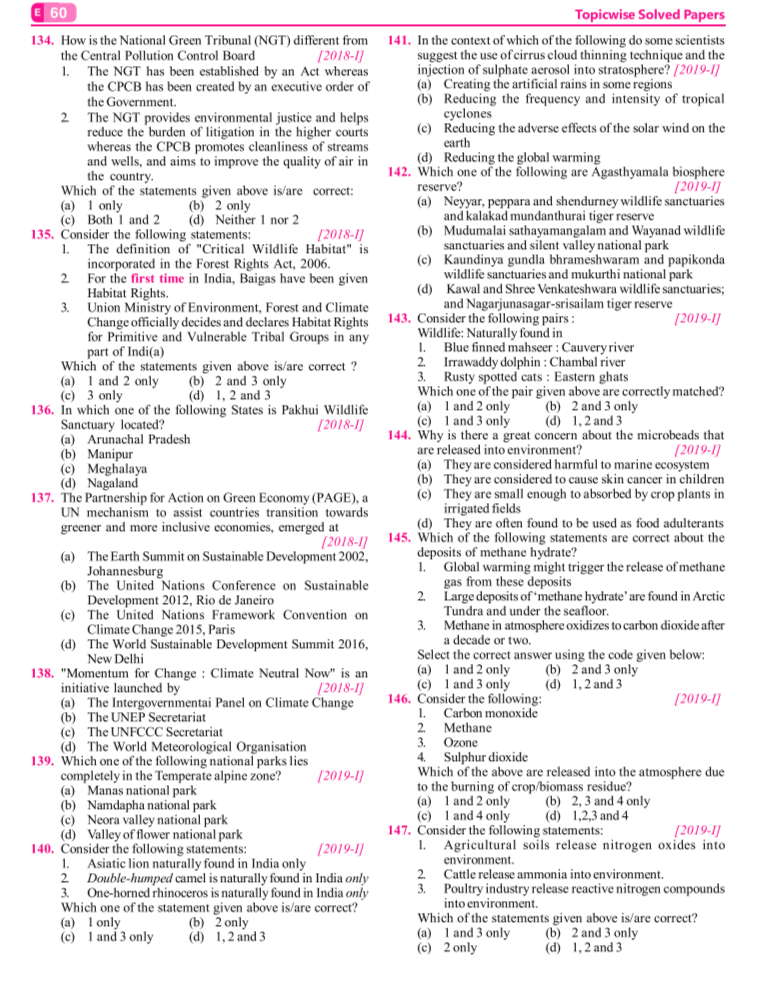 E 60
Topicwise Solved Papers
134. How is the National Green Tribunal (NGT) different from
the Central Pollution Control Board [2018-I]
1. The NGT has been established by an Act whereas
the CPCB has been created by an executive order of
the Government.
2. The NGT provides environmental justice and helps
reduce the burden of litigation in the higher courts
whereas the CPCB promotes cleanliness of streams
and wells, and aims to improve the quality of air in
the country.
Which of the statements given above is/are correct:
(a) 1 only (b) 2 only
(c) Both 1 and 2 (d) Neither 1 nor 2
135. Consider the following statements: [2018-I]
1. The definition of "Critical Wildlife Habitat" is
incorporated in the Forest Rights Act, 2006.
2. For the first time in India, Baigas have been given
Habitat Rights.
3. Union Ministry of Environment, Forest and Climate
Change officially decides and declares Habitat Rights
for Primitive and Vulnerable Tribal Groups in any
part of Indi(a)
Which of the statements given above is/are correct ?
(a) 1 and 2 only (b) 2 and 3 only
(c) 3 only (d) 1, 2 and 3
136. In which one of the following States is Pakhui Wildlife
Sanctuary located? [2018-I]
(a) Arunachal Pradesh
(b) Manipur
(c) Meghalaya
(d) Nagaland
137. The Partnership for Action on Green Economy (PAGE), a
UN mechanism to assist countries transition towards
greener and more inclusive economies, emerged at
[2018-I]
(a) The Earth Summit on Sustainable Development 2002,
Johannesburg
(b) The United Nations Conference on Sustainable
Development 2012, Rio de Janeiro
(c) The United Nations Framework Convention on
Climate Change 2015, Paris
(d) The World Sustainable Development Summit 2016,
New Delhi
138. "Momentum for Change : Climate Neutral Now" is an
initiative launched by [2018-I]
(a) The Intergovernmentai Panel on Climate Change
(b) The UNEP Secretariat
(c) The UNFCCC Secretariat
(d) The World Meteorological Organisation
139. Which one of the following national parks lies
completely in the Temperate alpine zone? [2019-I]
(a) Manas national park
(b) Namdapha national park
(c) Neora valley national park
(d) Valley of flower national park
140. Consider the following statements: [2019-I]
1. Asiatic lion naturally found in India only
2. Double-humped camel is naturally found in India only
3. One-horned rhinoceros is naturally found in India only
Which one of the statement given above is/are correct?
(a) 1 only (b) 2 only
(c) 1 and 3 only (d) 1, 2 and 3
141. In the context of which of the following do some scientists
suggest the use of cirrus cloud thinning technique and the
injection of sulphate aerosol into stratosphere? [2019-I]
(a) Creating the artificial rains in some regions
(b) Reducing the frequency and intensity of tropical
cyclones
(c) Reducing the adverse effects of the solar wind on the
earth
(d) Reducing the global warming
142. Which one of the following are Agasthyamala biosphere
reserve? [2019-I]
(a) Neyyar, peppara and shendurney wildlife sanctuaries
and kalakad mundanthurai tiger reserve
(b) Mudumalai sathayamangalam and Wayanad wildlife
sanctuaries and silent valley national park
(c) Kaundinya gundla bhrameshwaram and papikonda
wildlife sanctuaries and mukurthi national park
(d) Kawal and Shree Venkateshwara wildlife sanctuaries;
and Nagarjunasagar-srisailam tiger reserve
143. Consider the following pairs : [2019-I]
Wildlife: Naturally found in
1. Blue finned mahseer : Cauvery river
2. Irrawaddy dolphin : Chambal river
3. Rusty spotted cats : Eastern ghats
Which one of the pair given above are correctly matched?
(a) 1 and 2 only (b) 2 and 3 only
(c) 1 and 3 only (d) 1, 2 and 3
144. Why is there a great concern about the microbeads that
are released into environment? [2019-I]
(a) They are considered harmful to marine ecosystem
(b) They are considered to cause skin cancer in children
(c) They are small enough to absorbed by crop plants in
irrigated fields
(d) They are often found to be used as food adulterants
145. Which of the following statements are correct about the
deposits of methane hydrate?
1. Global warming might trigger the release of methane
gas from these deposits
2. Large deposits of ‘methane hydrate’ are found in Arctic
Tundra and under the seafloor.
3. Methane in atmosphere oxidizes to carbon dioxide after
a decade or two.
Select the correct answer using the code given below:
(a) 1 and 2 only (b) 2 and 3 only
(c) 1 and 3 only (d) 1, 2 and 3
146. Consider the following: [2019-I]
1. Carbon monoxide
2. Methane
3. Ozone
4. Sulphur dioxide
Which of the above are released into the atmosphere due
to the burning of crop/biomass residue?
(a) 1 and 2 only (b) 2, 3 and 4 only
(c) 1 and 4 only (d) 1,2,3 and 4
147. Consider the following statements: [2019-I]
1. Agricultural soils release nitrogen oxides into
environment.
2. Cattle release ammonia into environment.
3. Poultry industry release reactive nitrogen compounds
into environment.
Which of the statements given above is/are correct?
(a) 1 and 3 only (b) 2 and 3 only
(c) 2 only (d) 1, 2 and 3